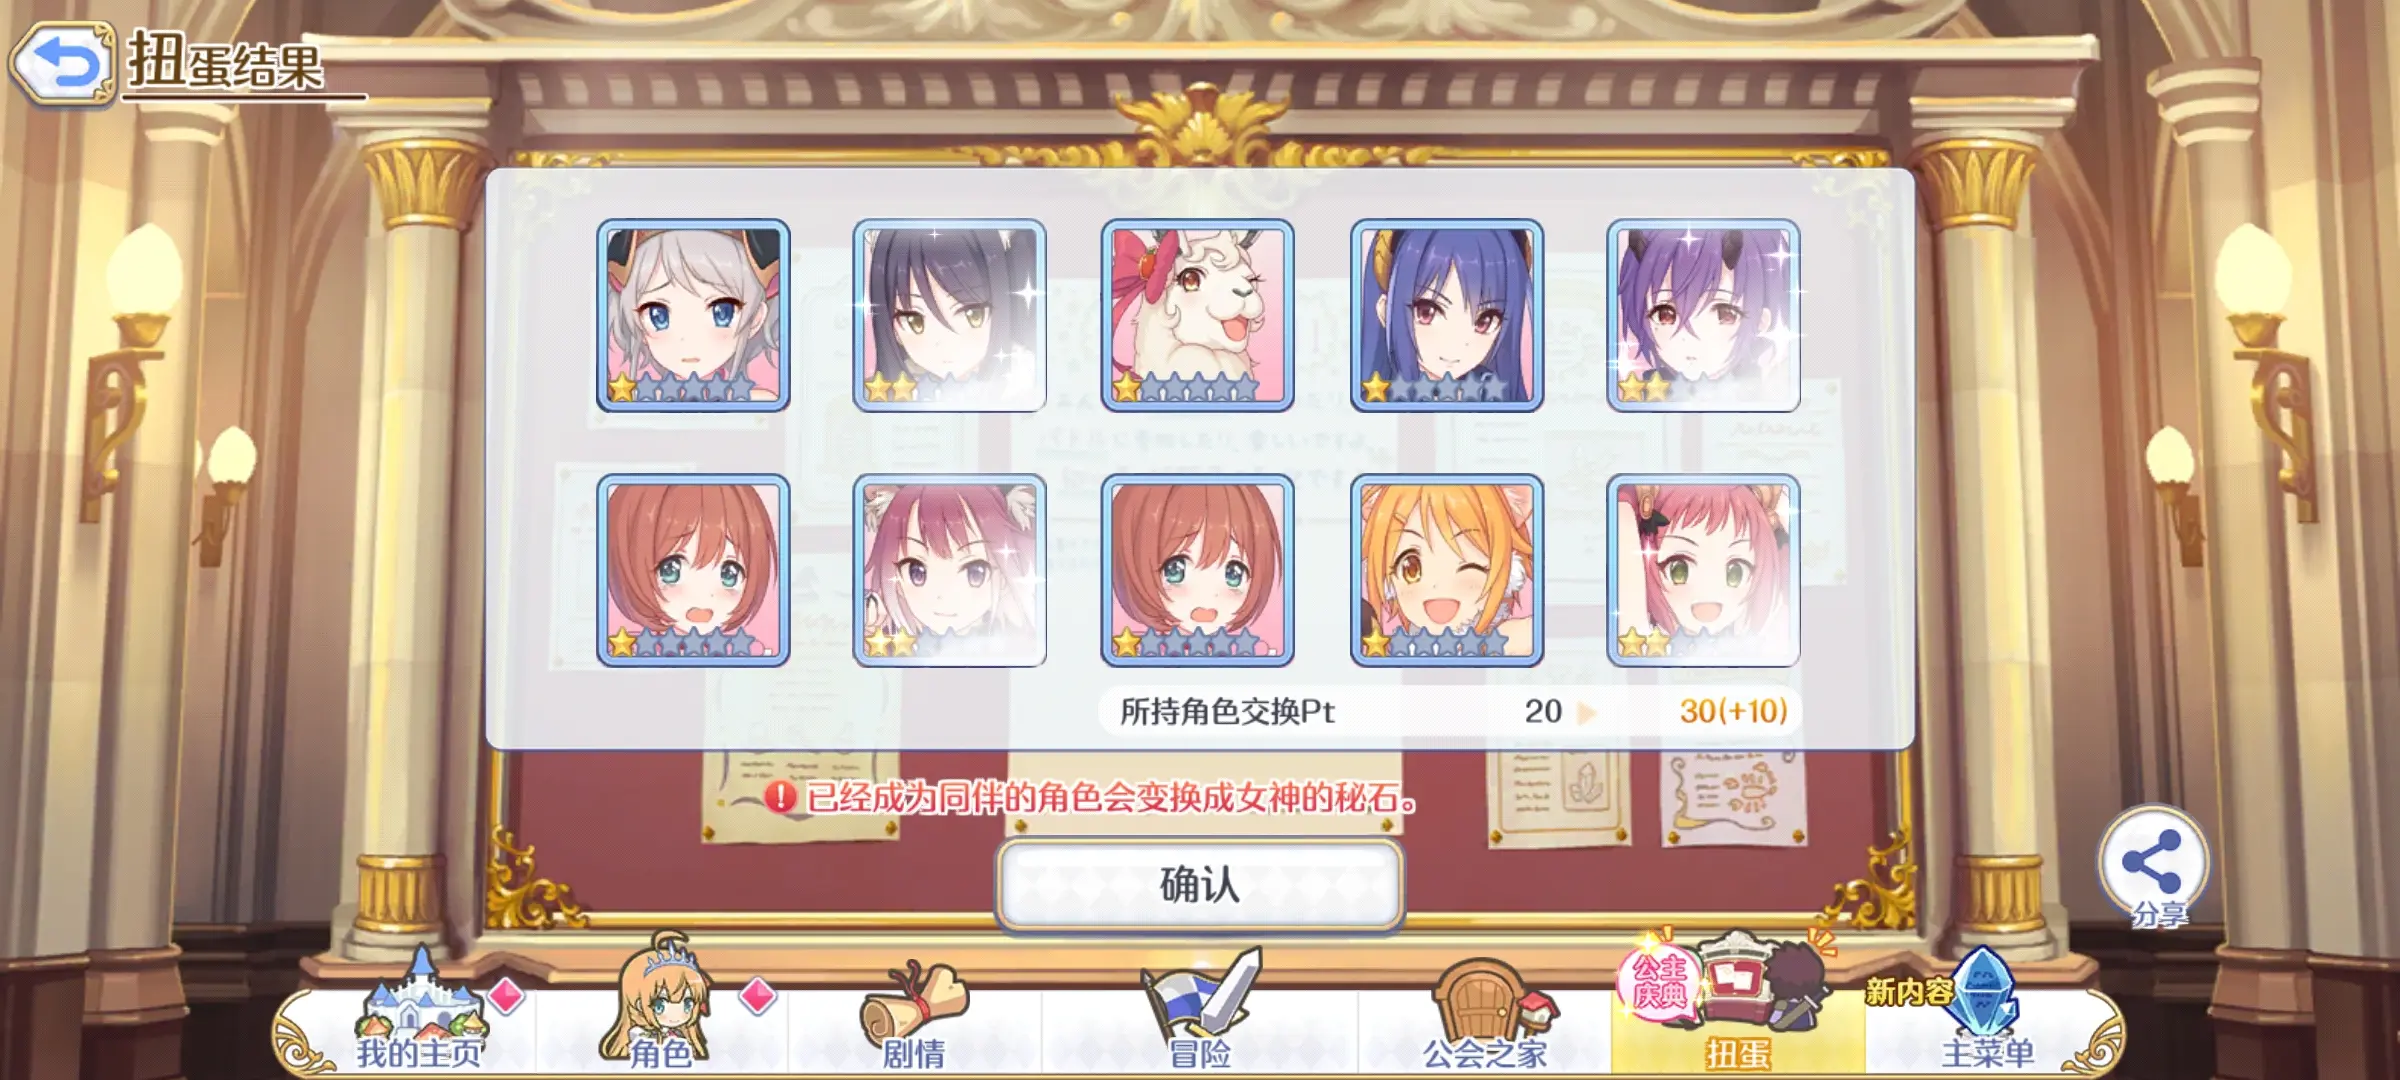 扭蛋结果
所持角色交换Pt 20 30(+10)
已经成为同伴的角色会变换成女神的秘石。
确认
分享
公主庆典
新内容
我的主页
角色
剧情
冒险
公会之家
扭蛋
主菜单